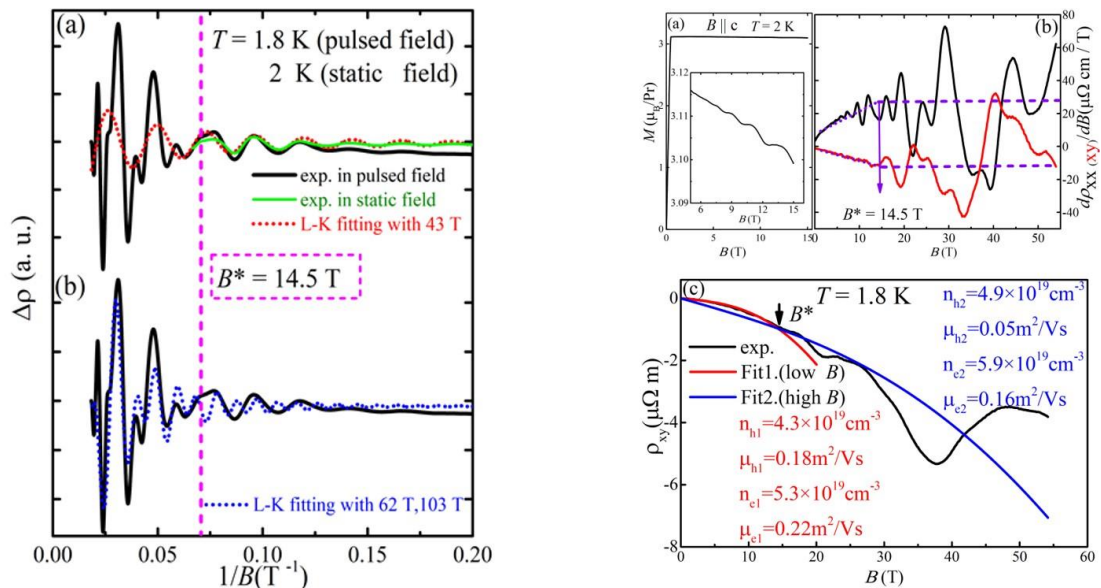 (a)
T = 1.8 K (pulsed field)
2 K (static field)
exp. in pulsed field
exp. in static field
L-K fitting with 43 T
B* = 14.5 T
(b)
L-K fitting with 62 T,103 T
Δρ (a. u.)
0.00 0.05 0.10 0.15 0.20
1/B(T⁻¹)
(a)
B || c T = 2 K
M (μB/Pr)
3
2
1
0
3.12
3.11
3.10
3.09
6 9 12 15
B(T)
0 5 10 15
B(T)
(b)
80
60
40
20
0
-20
-40
dρXX (xy)/dB(μΩ cm / T)
B* = 14.5 T
0 10 20 30 40 50
B(T)
(c)
T = 1.8 K
B*
exp.
Fit1.(low B)
Fit2.(high B)
nh2=4.9×10¹⁹cm⁻³
μh2=0.05m²/Vs
ne2=5.9×10¹⁹cm⁻³
μe2=0.16m²/Vs
nh1=4.3×10¹⁹cm⁻³
μh1=0.18m²/Vs
ne1=5.3×10¹⁹cm⁻³
μe1=0.22m²/Vs
ρxy(μΩ m)
0
-2
-4
-6
-8
0 10 20 30 40 50 60
B (T)